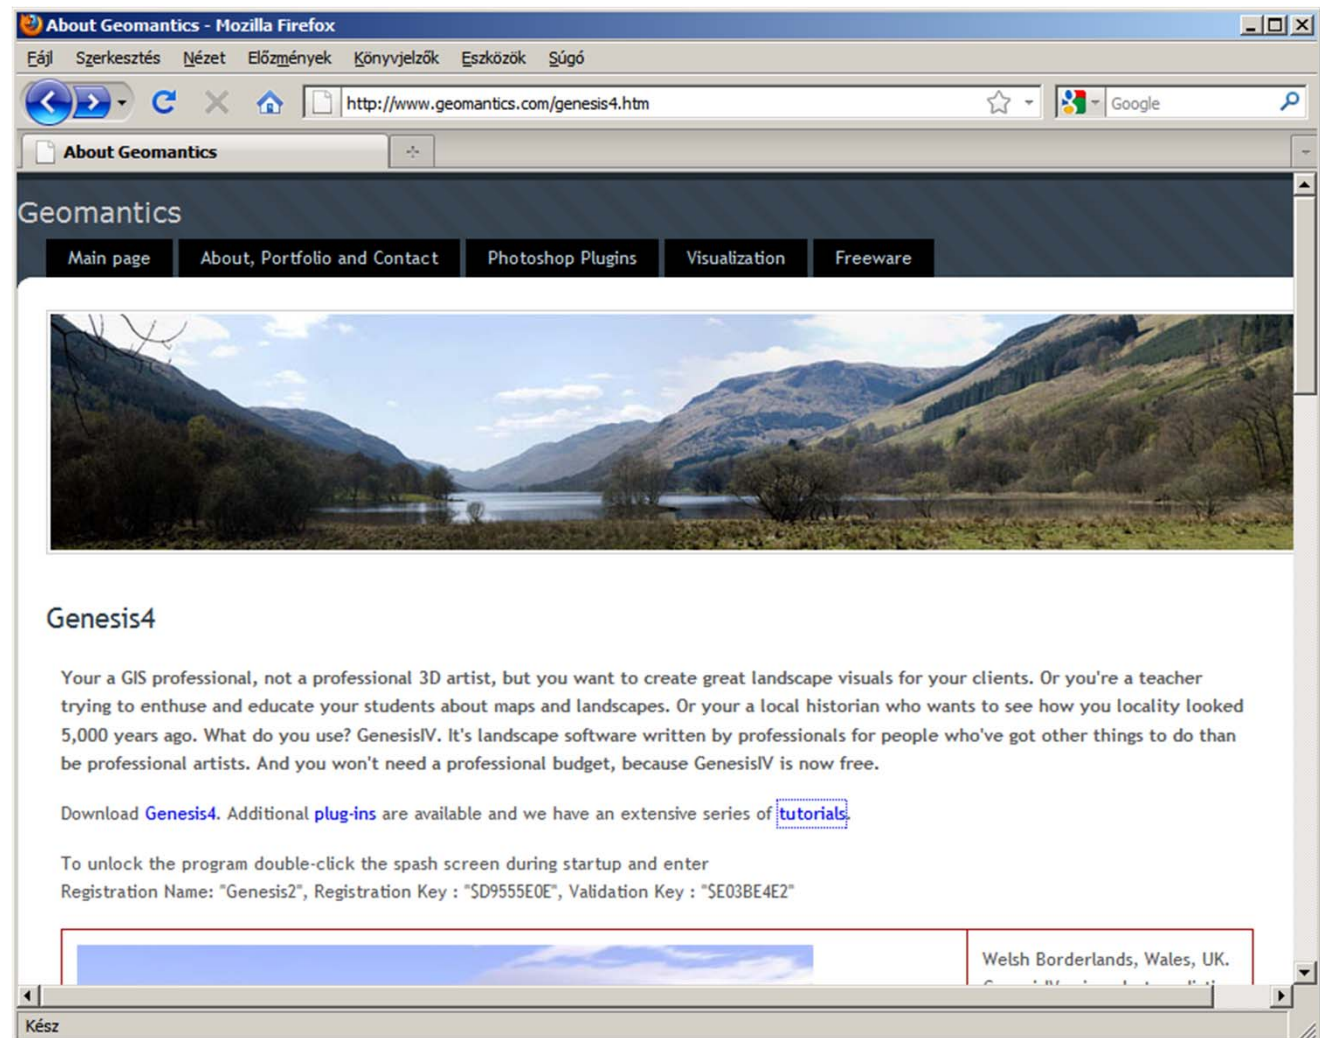 About Geomantics - Mozilla Firefox
Fájl Szerkesztés Nézet Előzmények Könyvjelzők Eszközök Súgó
http://www.geomantics.com/genesis4.htm Google
About Geomantics
Geomantics
Main page About, Portfolio and Contact Photoshop Plugins Visualization Freeware
Genesis4
Your a GIS professional, not a professional 3D artist, but you want to create great landscape visuals for your clients. Or you're a teacher
trying to enthuse and educate your students about maps and landscapes. Or your a local historian who wants to see how you locality looked
5,000 years ago. What do you use? GenesisIV. It's landscape software written by professionals for people who've got other things to do than
be professional artists. And you won't need a professional budget, because GenesisIV is now free.
Download Genesis4. Additional plug-ins are available and we have an extensive series of tutorials.
To unlock the program double-click the spash screen during startup and enter
Registration Name: "Genesis2", Registration Key : "$D9555E0E", Validation Key : "$E03BE4E2"
Welsh Borderlands, Wales, UK.
Kész